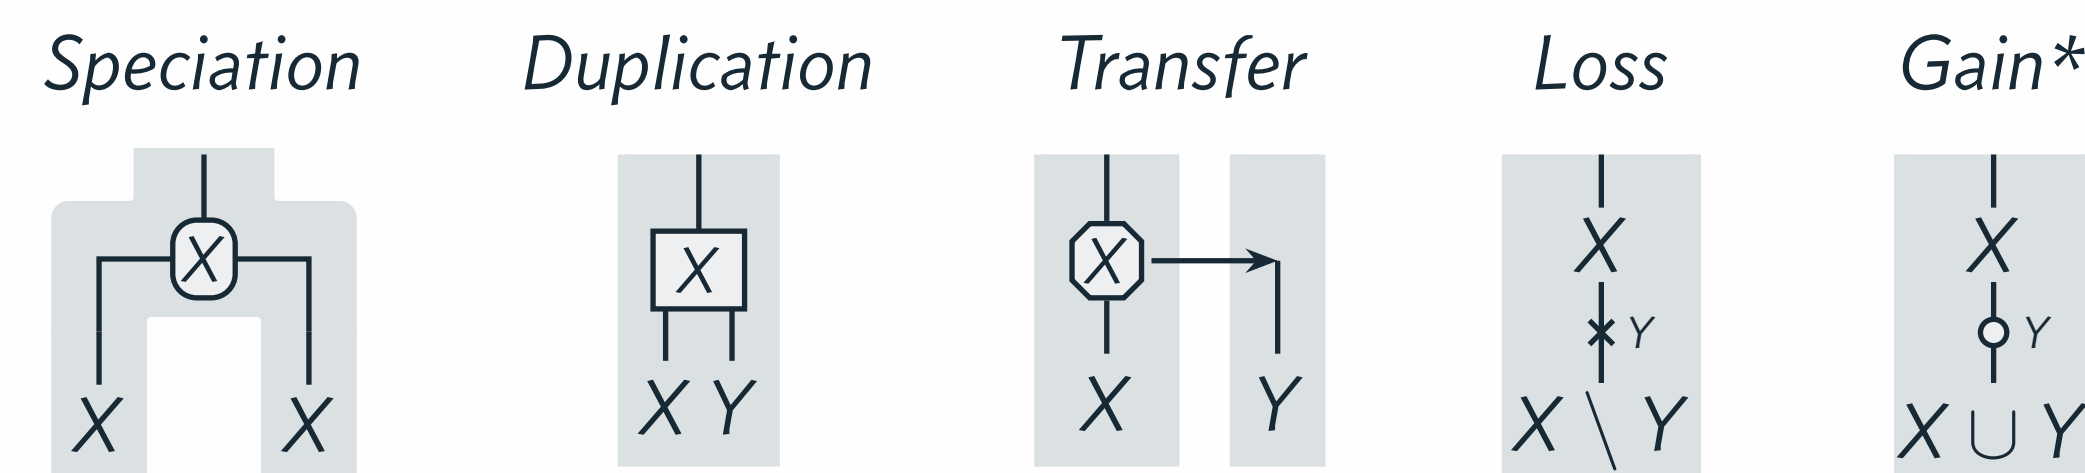 Speciation Duplication Transfer Loss Gain*
X X X X X
Y Y
X X X Y X Y X \ Y X ∪ Y